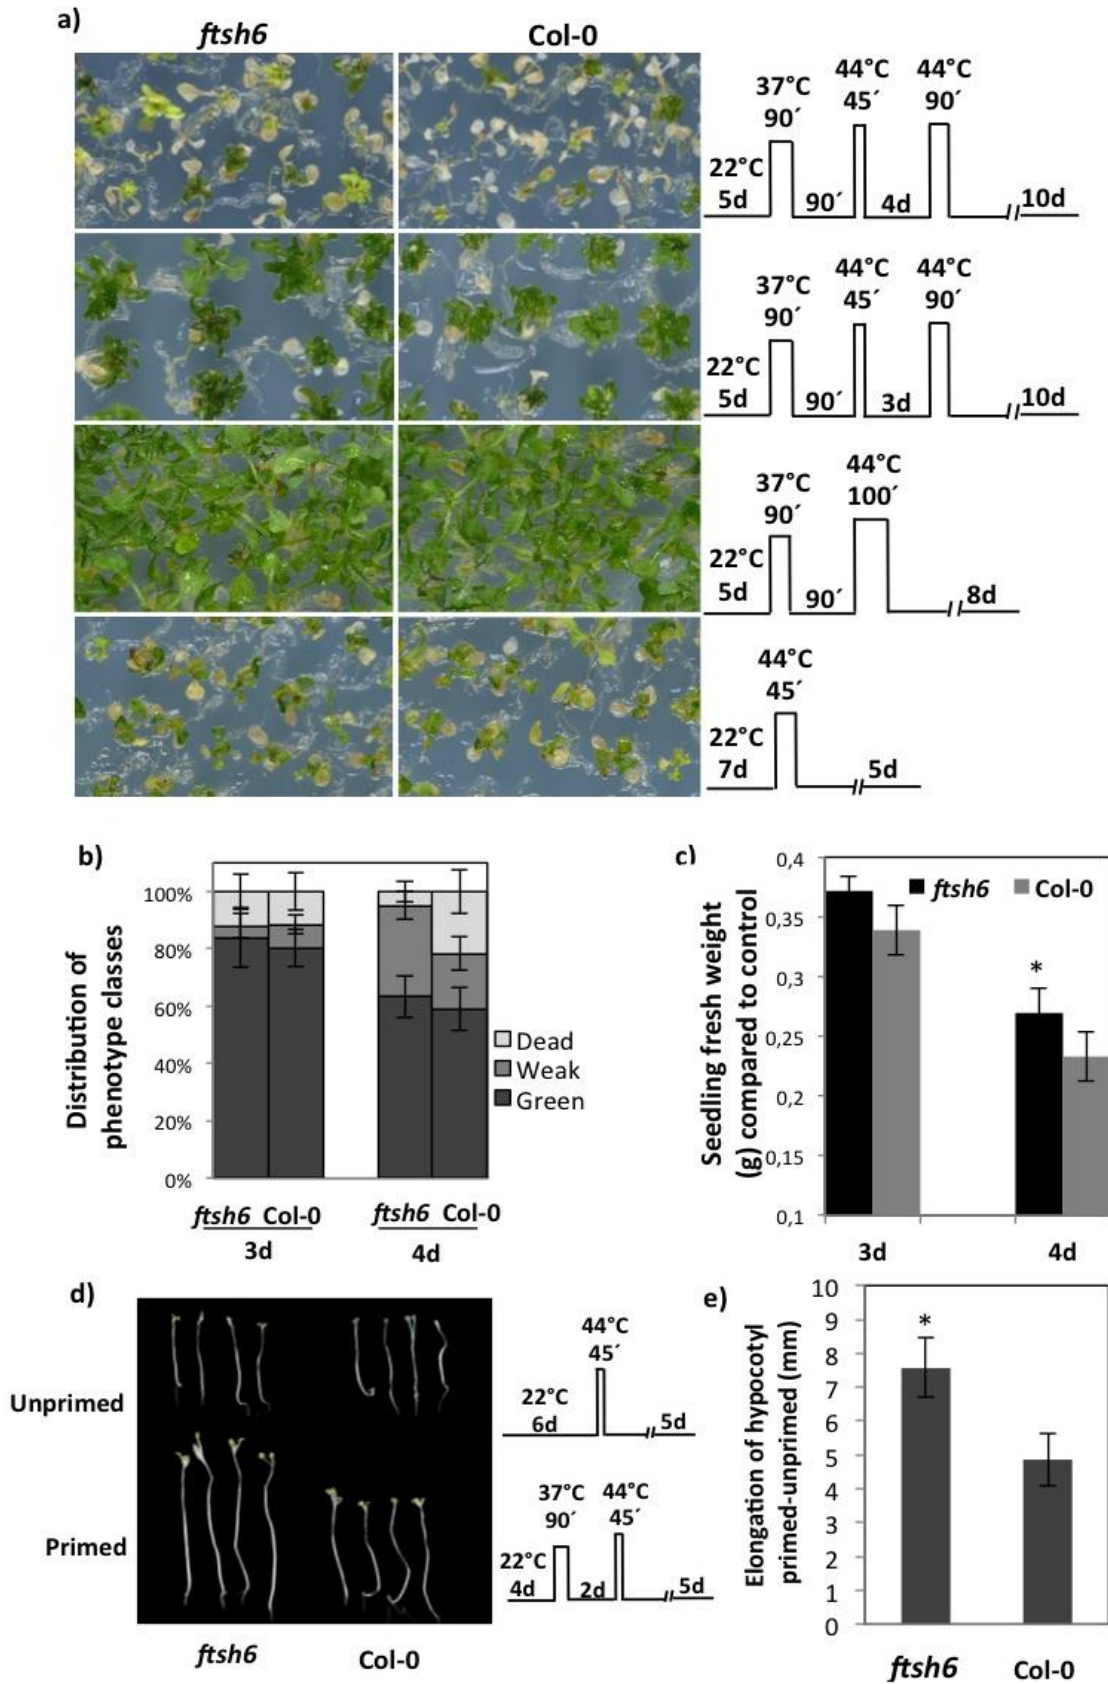 a)
ftsh6 Col-0
37°C
90´
44°C
45´
44°C
90´
22°C
5d
90´
4d
10d
37°C
90´
44°C
45´
44°C
90´
22°C
5d
90´
3d
10d
37°C
90´
44°C
100´
22°C
5d
90´
8d
44°C
45´
22°C
7d
5d
b)
Distribution of
phenotype classes
100%
80%
60%
40%
20%
0%
Dead
Weak
Green
ftsh6 Col-0
3d
ftsh6 Col-0
4d
c)
Seedling fresh weight
(g) compared to control
0,4
0,35
0,3
0,25
0,2
0,15
0,1
ftsh6 Col-0
*
3d
4d
d)
Unprimed
Primed
ftsh6
Col-0
44°C
45´
22°C
6d
5d
37°C
90´
44°C
45´
22°C
4d
2d
5d
e)
Elongation of hypocotyl
primed-unprimed (mm)
10
9
8
7
6
5
4
3
2
1
0
*
ftsh6
Col-0